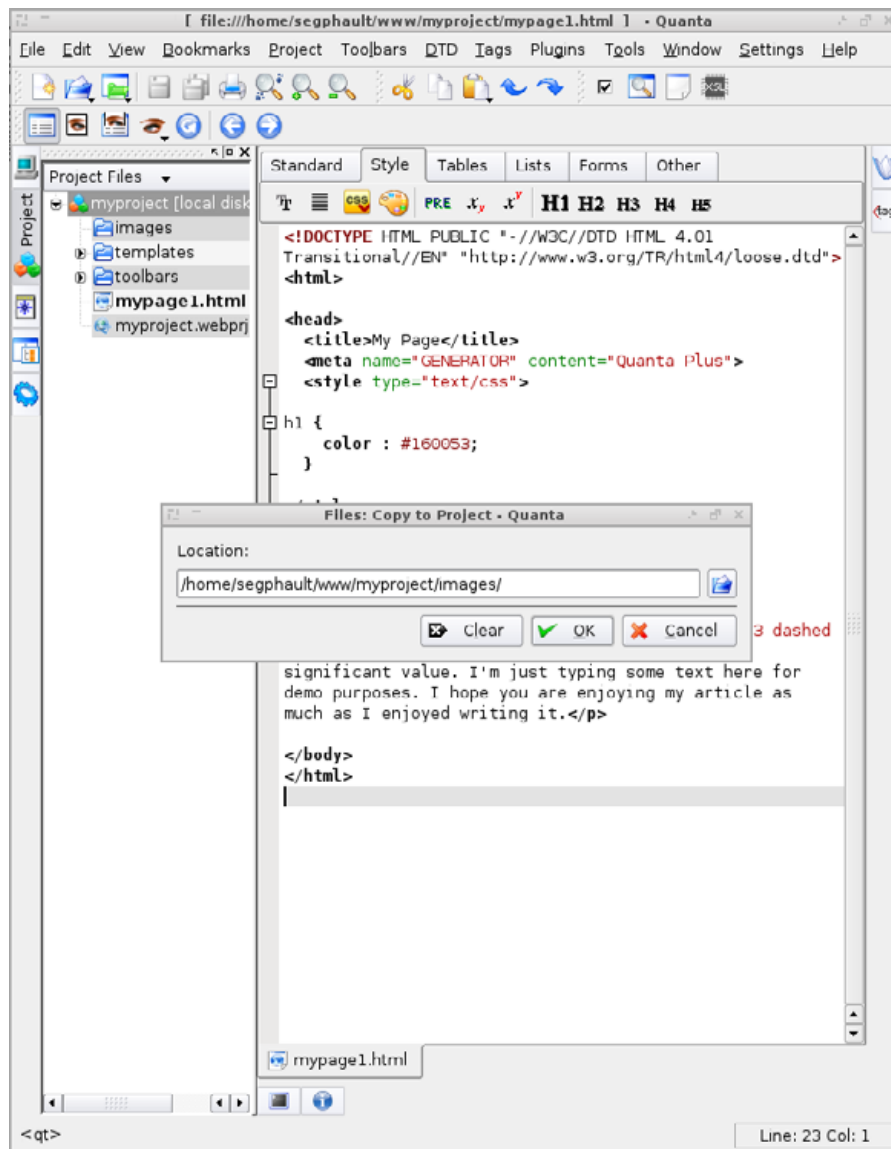 [ file:///home/segphault/www/myproject/mypage1.html ] - Quanta
File Edit View Bookmarks Project Toolbars DTD Tags Plugins Tools Window Settings Help
Project
Project Files
myproject [local disk
images
templates
toolbars
mypage1.html
myproject.webprj
Standard Style Tables Lists Forms Other
css PRE x y x y H1 H2 H3 H4 H5
<!DOCTYPE HTML PUBLIC "-//W3C//DTD HTML 4.01
Transitional//EN" "http://www.w3.org/TR/html4/loose.dtd">
<html>
<head>
<title>My Page</title>
<meta name="GENERATOR" content="Quanta Plus">
<style type="text/css">
h1 {
color : #160053;
}
Files: Copy to Project - Quanta
Location:
/home/segphault/www/myproject/images/
Clear OK Cancel
3 dashed
significant value. I'm just typing some text here for
demo purposes. I hope you are enjoying my article as
much as I enjoyed writing it.</p>
</body>
</html>
mypage1.html
<qt>
Line: 23 Col: 1